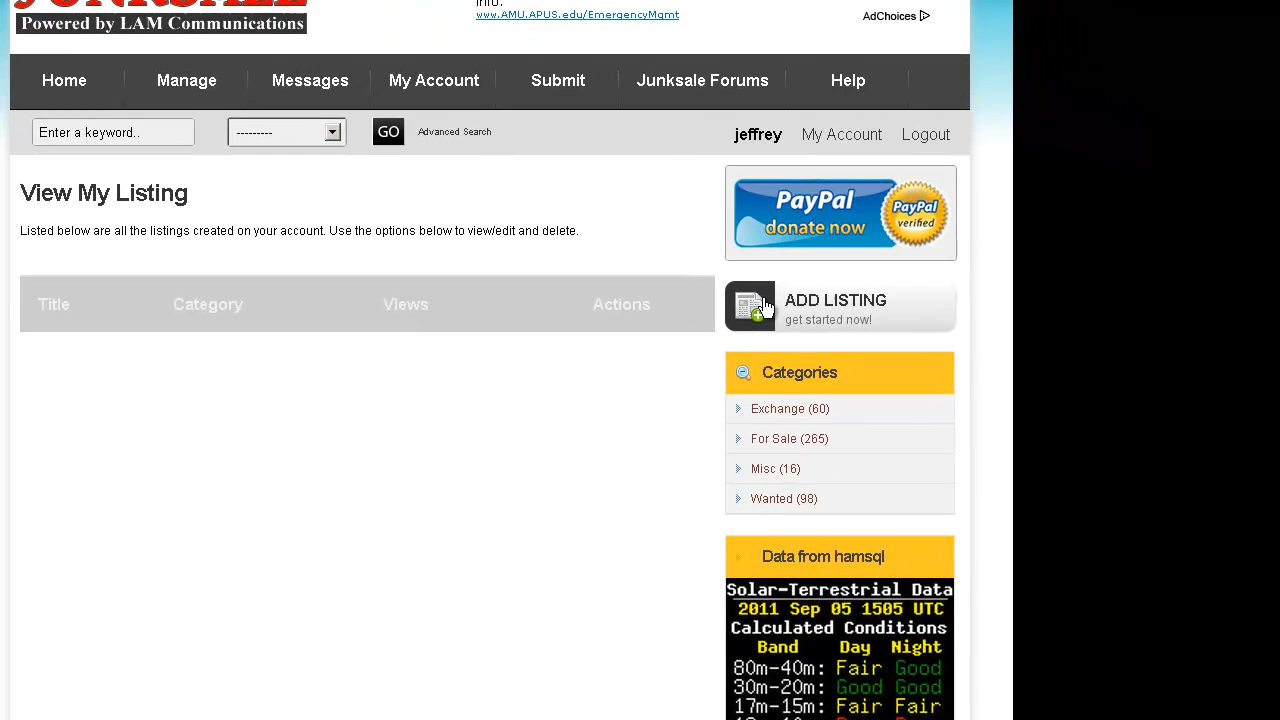 info.
www.AMU.APUS.edu/EmergencyMgmt
AdChoices
Powered by LAM Communications
Home Manage Messages My Account Submit Junksale Forums Help
Enter a keyword.. --------- GO Advanced Search jeffrey My Account Logout
View My Listing
Listed below are all the listings stored on your account. Use the options below to view/edit and delete.
Title Category Views Actions
PayPal
donate now
PayPal
verified
ADD LISTING
get started now!
Categories
Exchange (60)
For Sale (265)
Misc (16)
Wanted (98)
Data from hamsql
Solar-Terrestrial Data
2011 Sep 05 1505 UTC
Calculated Conditions
Band Day Night
80m-40m: Fair Good
30m-20m: Good Good
17m-15m: Fair Fair